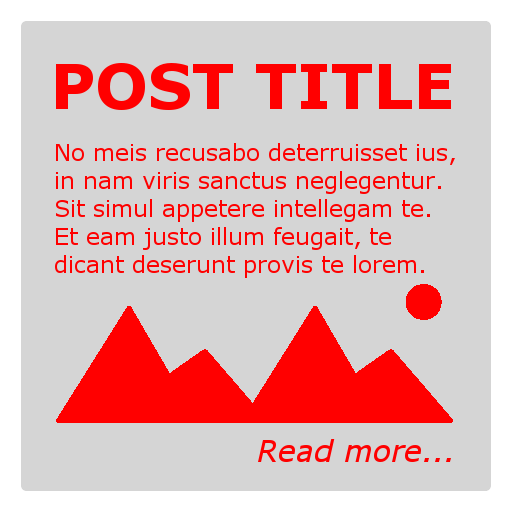 POST TITLE
No meis recusabo deterruisset ius,
in nam viris sanctus neglegentur.
Sit simul appetere intellegam te.
Et eam justo illum feugait, te
dicant deserunt provis te lorem.
Read more...